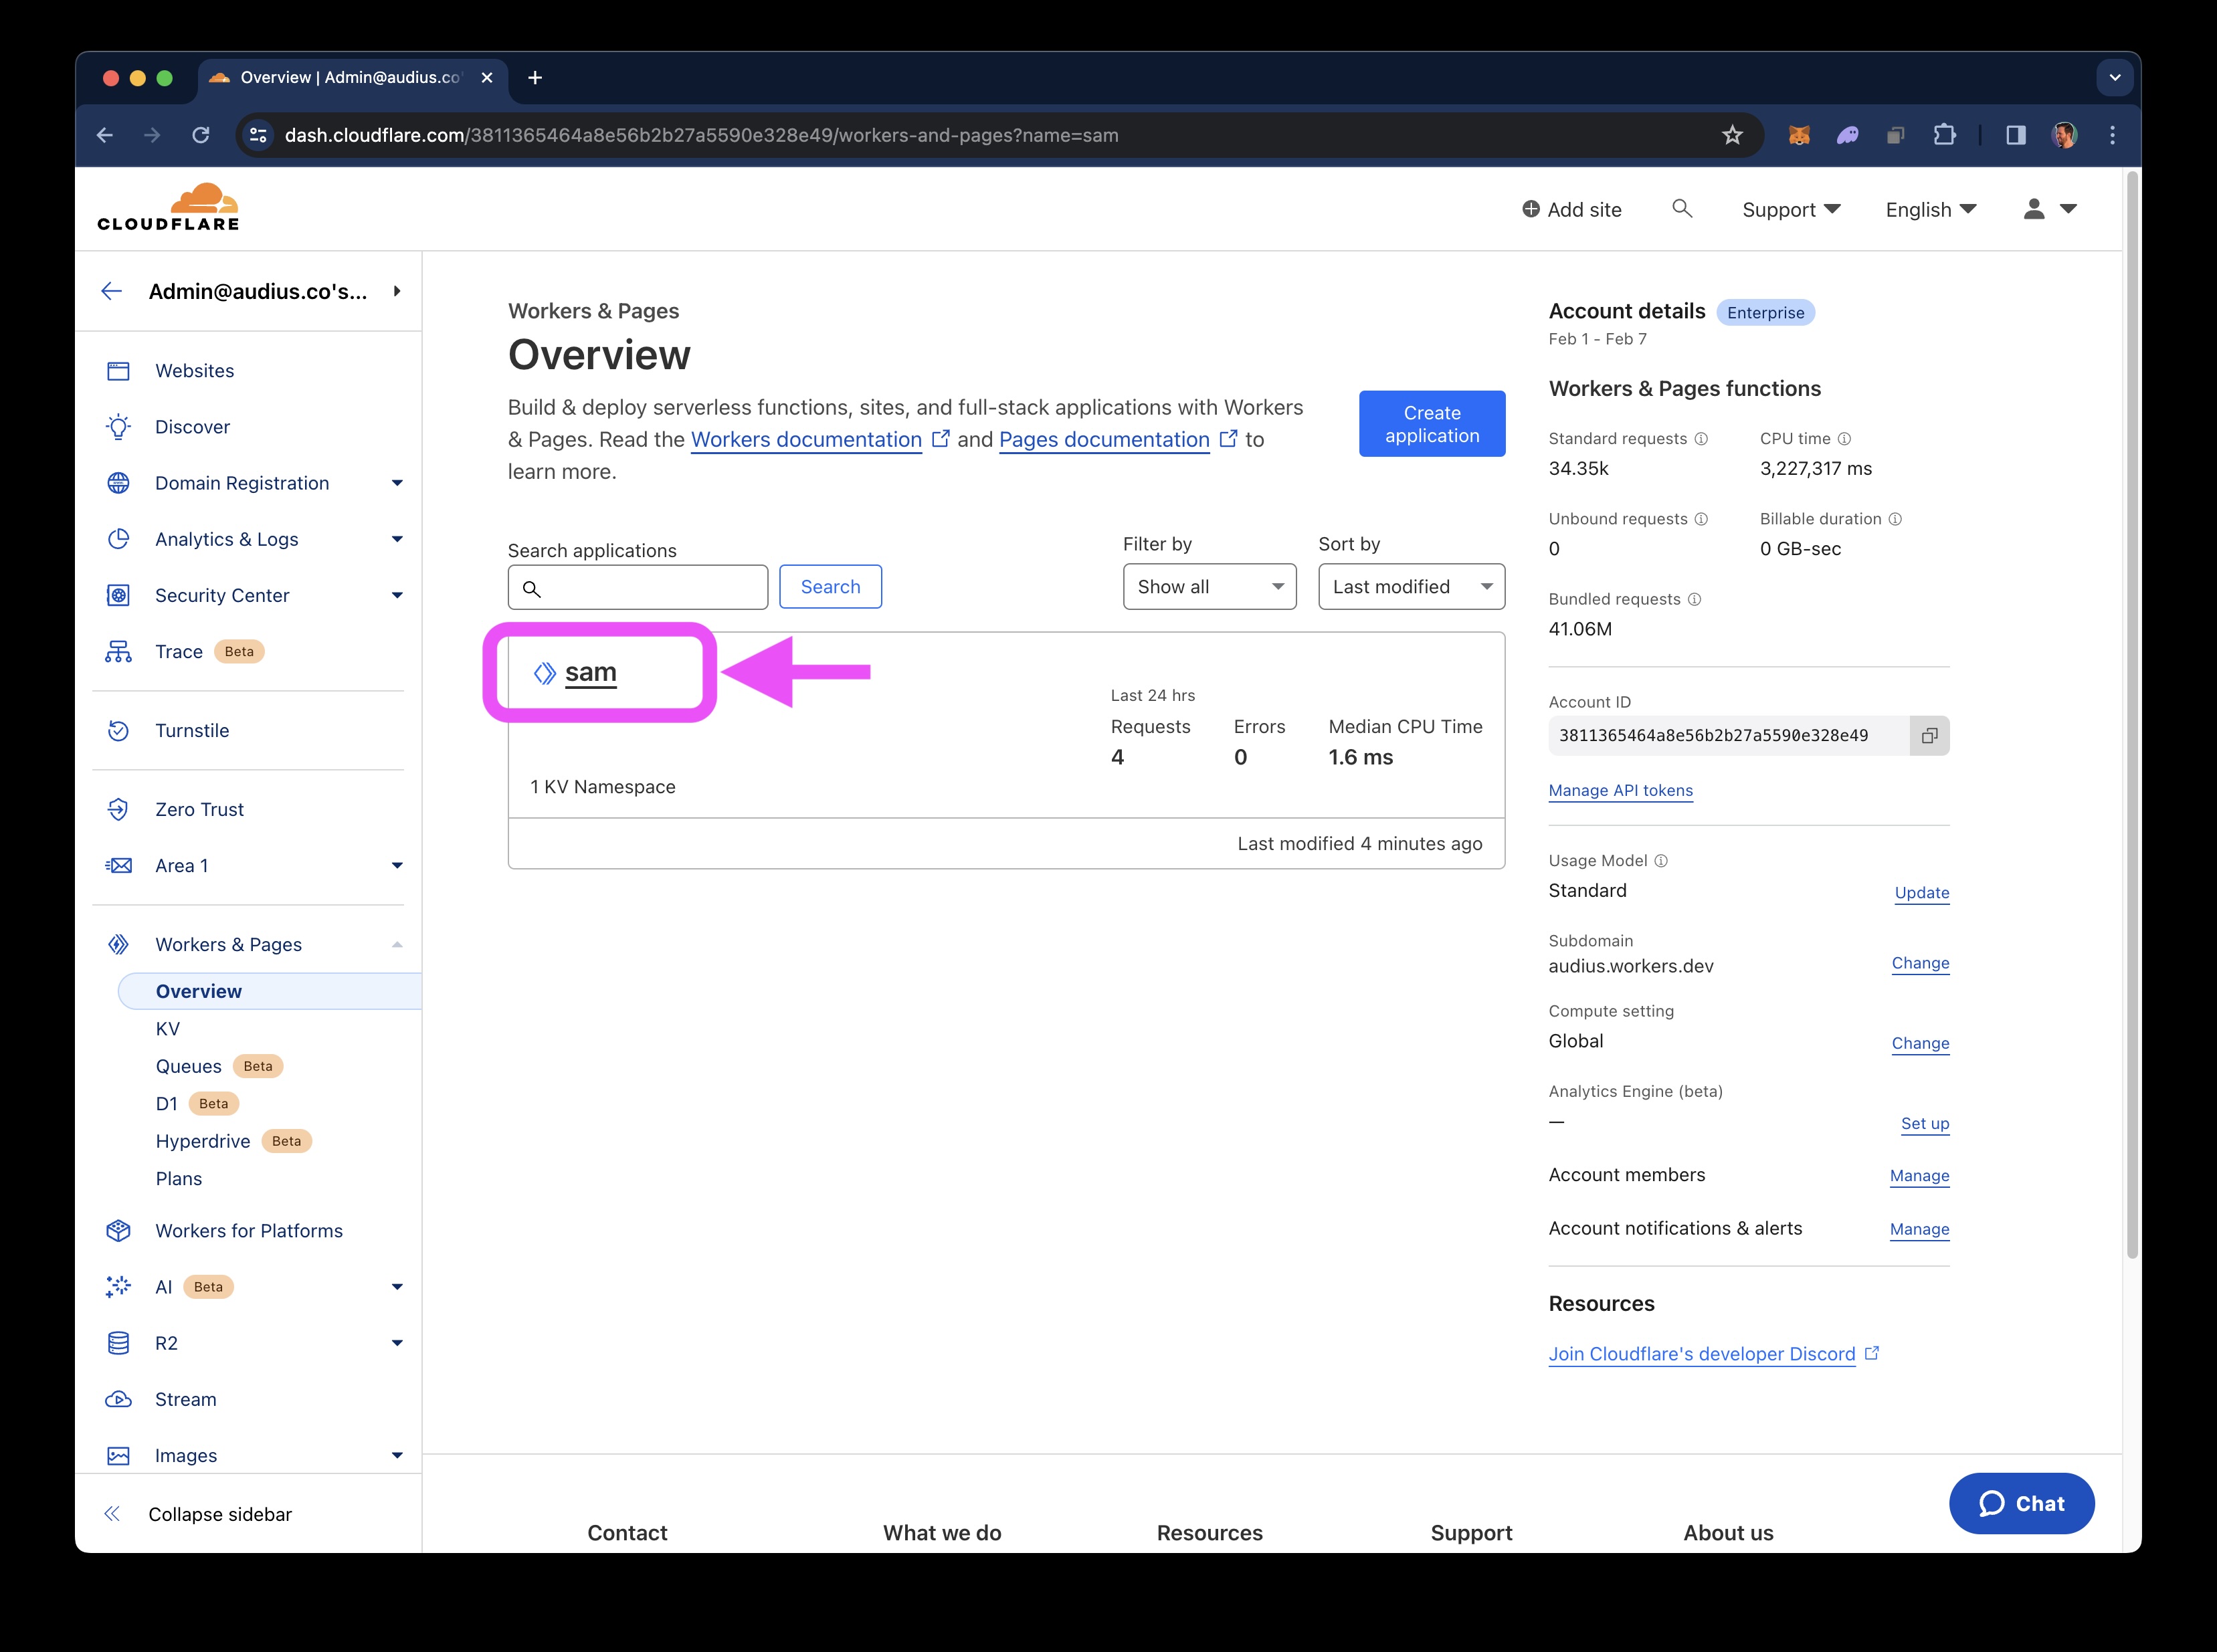 Overview | Admin@audius.co'
dash.cloudflare.com/3811365464a8e56b2b27a5590e328e49/workers-and-pages?name=sam
CLOUDFLARE
Add site
Support
English
Admin@audius.co's...
Websites
Discover
Domain Registration
Analytics & Logs
Security Center
Trace Beta
Turnstile
Zero Trust
Area 1
Workers & Pages
Overview
KV
Queues Beta
D1 Beta
Hyperdrive Beta
Plans
Workers for Platforms
AI Beta
R2
Stream
Images
Collapse sidebar
Workers & Pages
Overview
Build & deploy serverless functions, sites, and full-stack applications with Workers
& Pages. Read the Workers documentation and Pages documentation to
learn more.
Create
application
Search applications
Search
Filter by
Show all
Sort by
Last modified
sam
Last 24 hrs
Requests Errors Median CPU Time
4 0 1.6 ms
1 KV Namespace
Last modified 4 minutes ago
Account details Enterprise
Feb 1 - Feb 7
Workers & Pages functions
Standard requests CPU time
34.35k 3,227,317 ms
Unbound requests Billable duration
0 0 GB-sec
Bundled requests
41.06M
Account ID
3811365464a8e56b2b27a5590e328e49
Manage API tokens
Usage Model
Standard Update
Subdomain
audius.workers.dev Change
Compute setting
Global Change
Analytics Engine (beta)
— Set up
Account members Manage
Account notifications & alerts Manage
Resources
Join Cloudflare's developer Discord
Chat
Contact What we do Resources Support About us